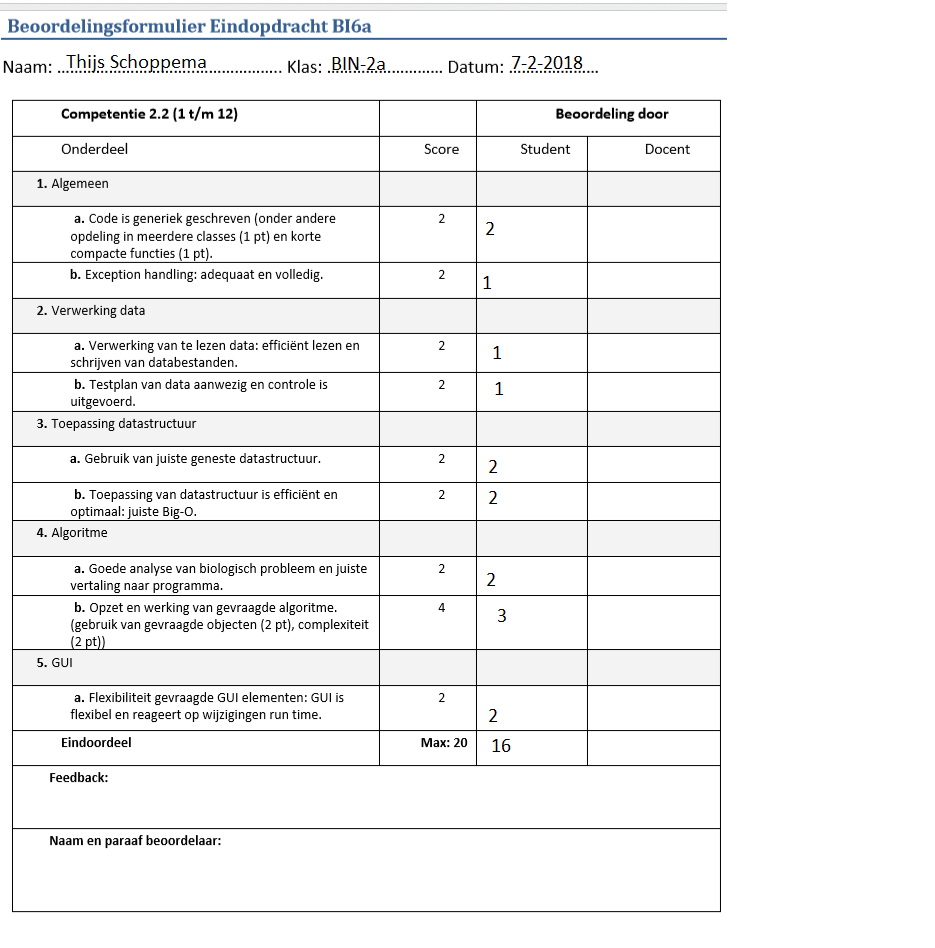 Beoordelingsformulier Eindopdracht BI6a
Naam: ...Thijs Schoppema................ Klas: .BIN-2a............ Datum: .7-2-2018....
Competentie 2.2 (1 t/m 12) Beoordeling door
Onderdeel Score Student Docent
1. Algemeen
a. Code is generiek geschreven (onder andere
opdeling in meerdere classes (1 pt) en korte
compacte functies (1 pt). 2 2
b. Exception handling: adequaat en volledig. 2 1
2. Verwerking data
a. Verwerking van te lezen data: efficiënt lezen en
schrijven van databestanden. 2 1
b. Testplan van data aanwezig en controle is
uitgevoerd. 2 1
3. Toepassing datastructuur
a. Gebruik van juiste geneste datastructuur. 2 2
b. Toepassing van datastructuur is efficiënt en
optimaal: juiste Big-O. 2 2
4. Algoritme
a. Goede analyse van biologisch probleem en juiste
vertaling naar programma. 2 2
b. Opzet en werking van gevraagde algoritme.
(gebruik van gevraagde objecten (2 pt), complexiteit
(2 pt)) 4 3
5. GUI
a. Flexibiliteit gevraagde GUI elementen: GUI is
flexibel en reageert op wijzigingen run time. 2 2
Eindoordeel Max: 20 16
Feedback:
Naam en paraaf beoordelaar: